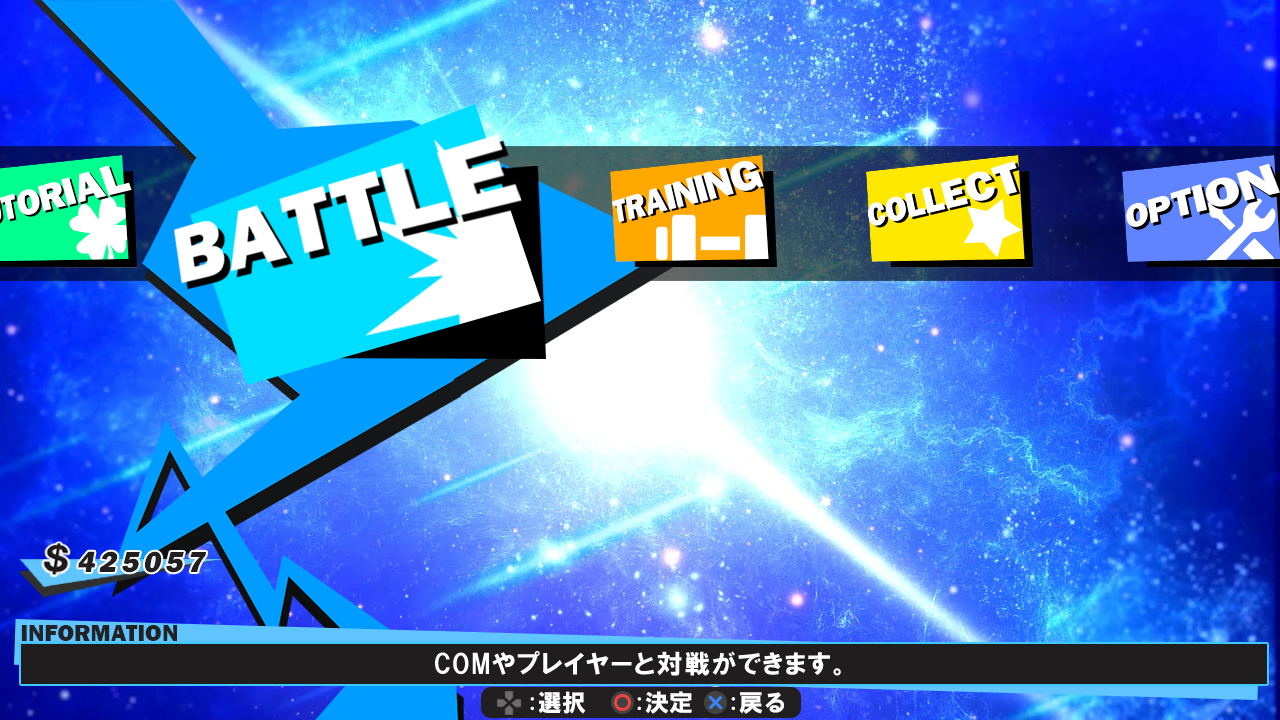 UTORIAL
BATTLE
TRAINING
COLLECT
OPTION
$ 425057
INFORMATION
COMやプレイヤーと対戦ができます。
:選択 :決定 :戻る